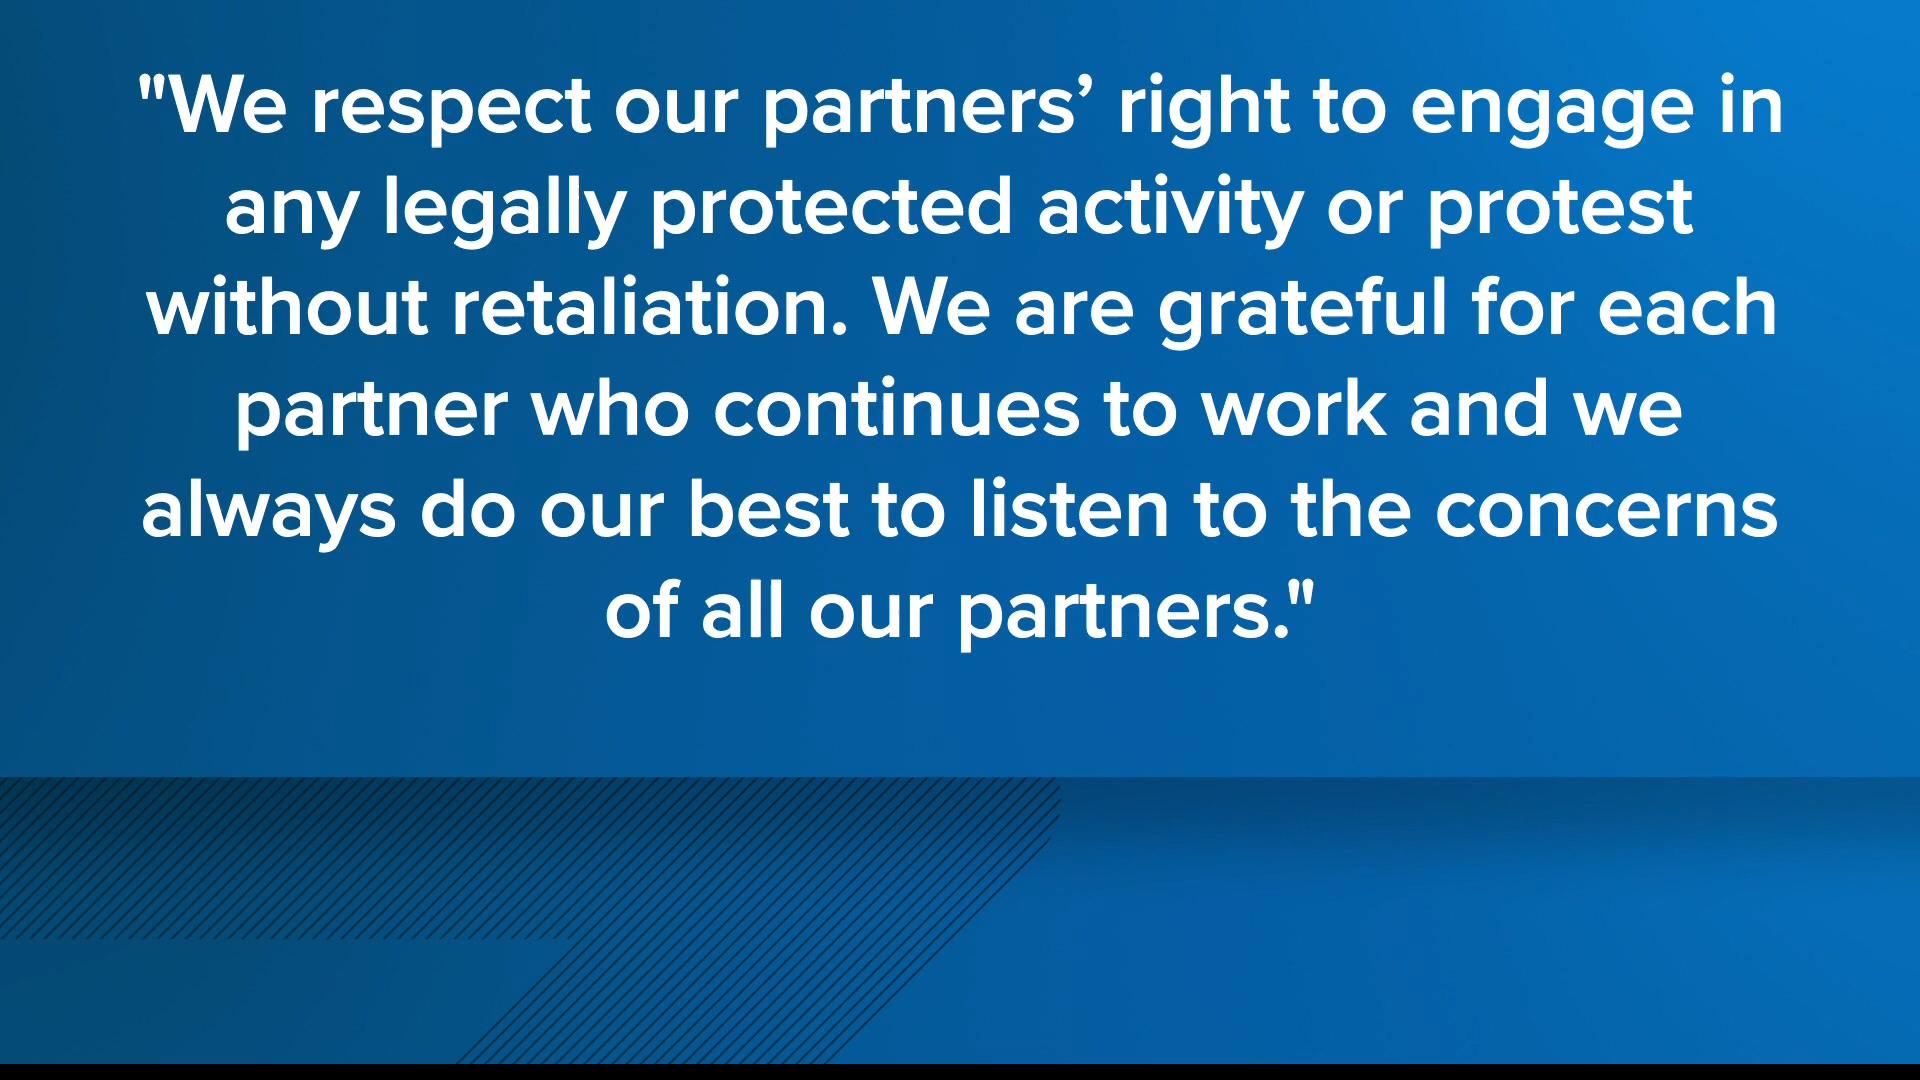 "We respect our partners’ right to engage in
any legally protected activity or protest
without retaliation. We are grateful for each
partner who continues to work and we
always do our best to listen to the concerns
of all our partners."